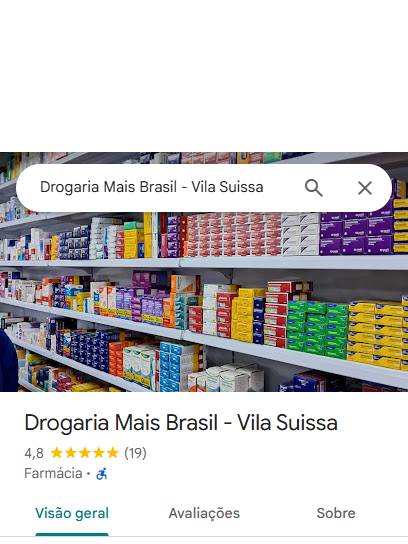 Drogaria Mais Brasil - Vila Suissa
Drogaria Mais Brasil - Vila Suissa
4,8 (19)
Farmácia ·
Visão geral Avaliações Sobre